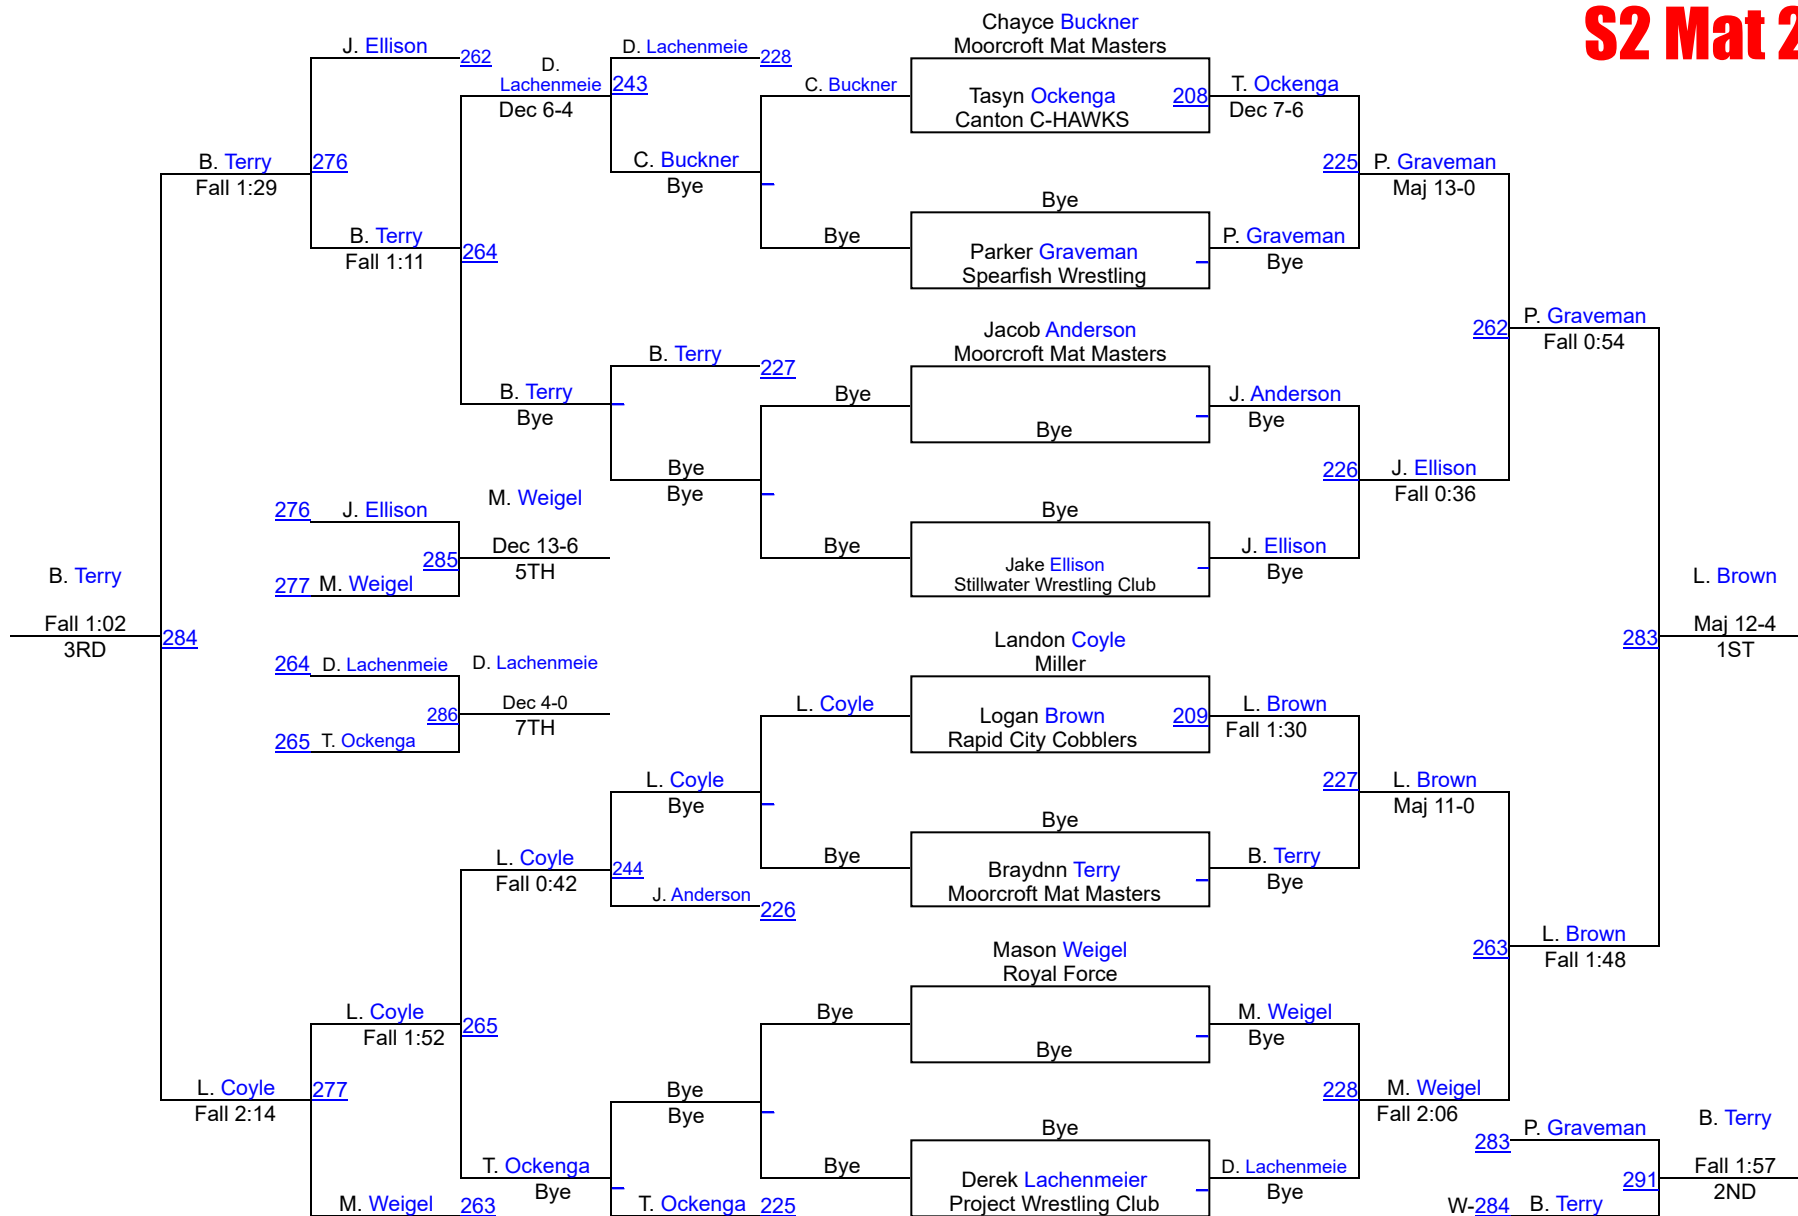 S2 Mat 2
Chayce Buckner
Moorcroft Mat Masters
J. Ellison
262
D.
Lachenmeie
243
Dec 6-4
D. Lachenmeie
228
C. Buckner
Tasyn Ockenga
208
Canton C-HAWKS
T. Ockenga
Dec 7-6
B. Terry
276
Fall 1:29
C. Buckner
Bye
225
P. Graveman
Maj 13-0
Bye
B. Terry
264
Fall 1:11
Bye
Parker Graveman
Spearfish Wrestling
P. Graveman
Bye
262
P. Graveman
Fall 0:54
Jacob Anderson
Moorcroft Mat Masters
B. Terry
227
B. Terry
Bye
Bye
Bye
J. Anderson
Bye
Bye
Bye
226
J. Ellison
Fall 0:36
276
J. Ellison
M. Weigel
Bye
285
Dec 13-6
5TH
277
M. Weigel
Bye
Jake Ellison
Stillwater Wrestling Club
J. Ellison
Bye
B. Terry
Fall 1:02
284
3RD
L. Brown
Maj 12-4
283
1ST
Landon Coyle
Miller
264
D. Lachenmeie
D. Lachenmeie
286
Dec 4-0
7TH
265
T. Ockenga
L. Coyle
Logan Brown
209
Rapid City Cobblers
L. Brown
Fall 1:30
L. Coyle
Bye
227
L. Brown
Maj 11-0
Bye
L. Coyle
244
Fall 0:42
Bye
Braydnn Terry
Moorcroft Mat Masters
B. Terry
Bye
J. Anderson
226
263
L. Brown
Fall 1:48
Mason Weigel
Royal Force
L. Coyle
265
Fall 1:52
Bye
Bye
M. Weigel
Bye
L. Coyle
277
Fall 2:14
Bye
Bye
228
M. Weigel
Fall 2:06
Bye
283
P. Graveman
B. Terry
T. Ockenga
Bye
Bye
Derek Lachenmeier
Project Wrestling Club
D. Lachenmeie
Bye
291
Fall 1:57
2ND
M. Weigel
263
T. Ockenga
225
W-284
B. Terry